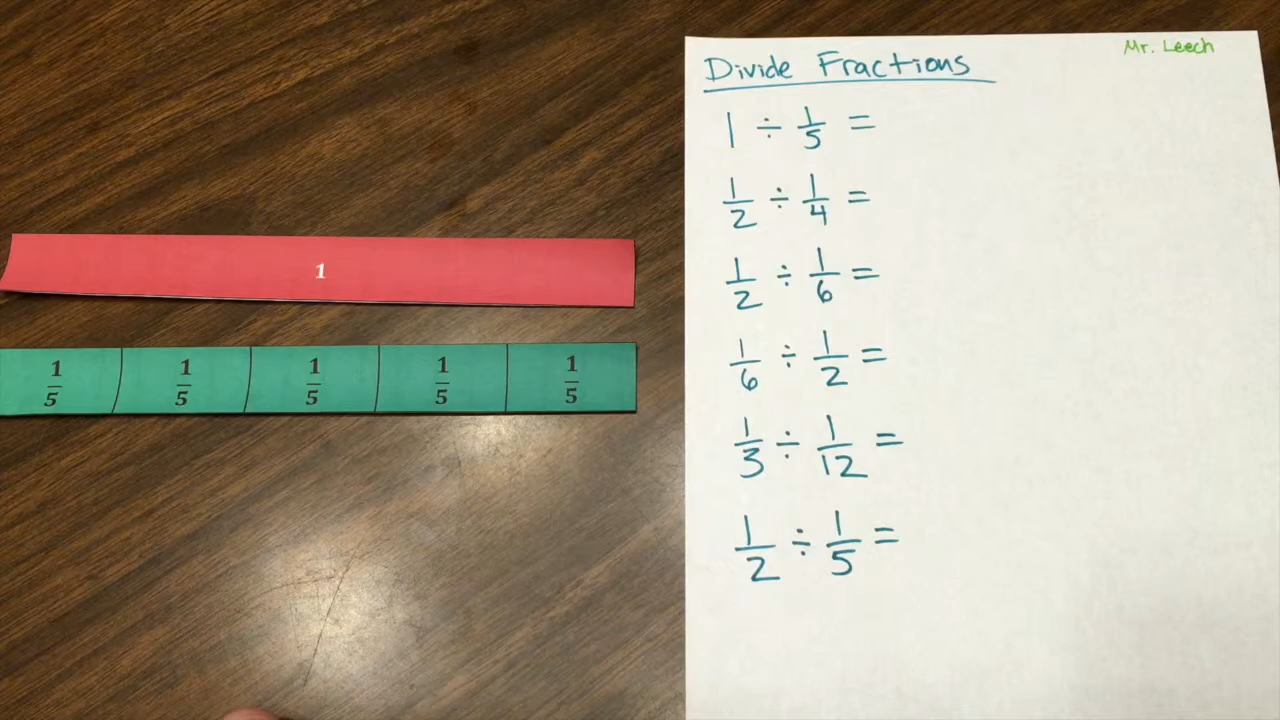 1
1/5 1/5 1/5 1/5 1/5
Mr. Leech
Divide Fractions
1 ÷ 1/5 =
1/2 ÷ 1/4 =
1/2 ÷ 1/6 =
1/6 ÷ 1/2 =
1/3 ÷ 1/12 =
1/2 ÷ 1/5 =